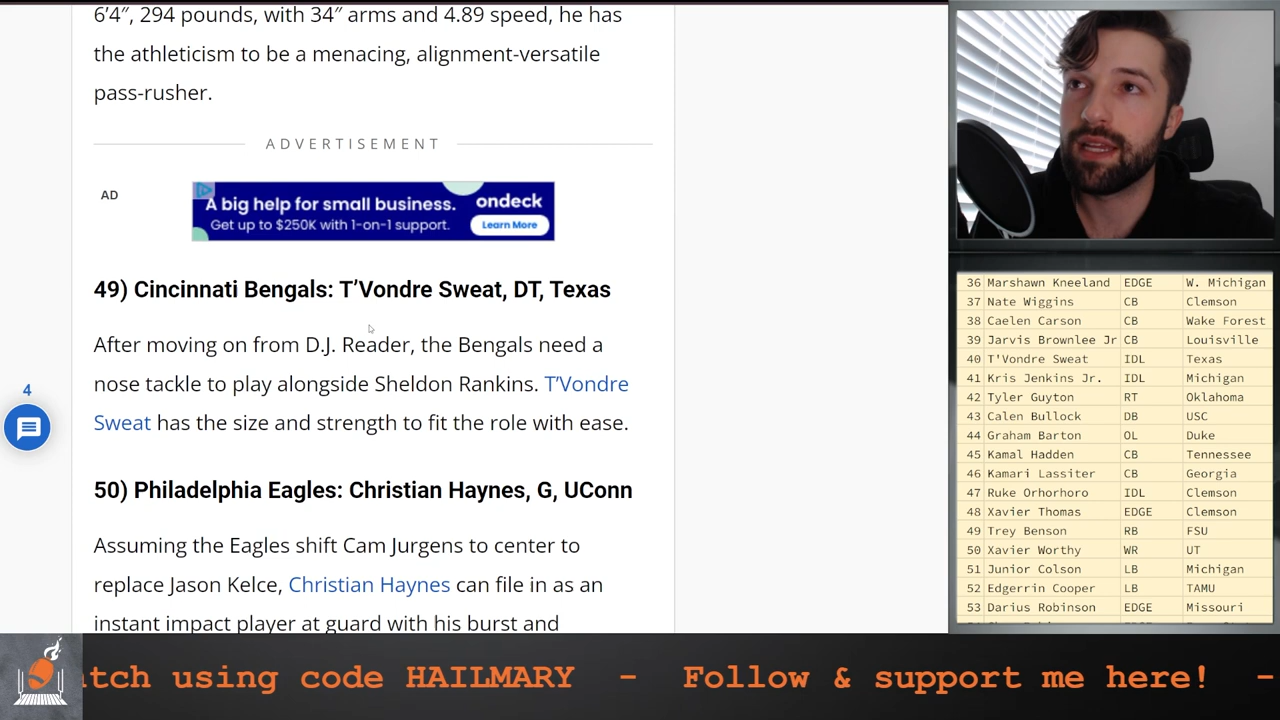 6′4″, 294 pounds, with 34″ arms and 4.89 speed, he has
the athleticism to be a menacing, alignment-versatile
pass-rusher.
ADVERTISEMENT
AD
A big help for small business.
Get up to $250K with 1-on-1 support.
ondeck
Learn More
49) Cincinnati Bengals: T’Vondre Sweat, DT, Texas
After moving on from D.J. Reader, the Bengals need a
nose tackle to play alongside Sheldon Rankins. T’Vondre
Sweat has the size and strength to fit the role with ease.
4
50) Philadelphia Eagles: Christian Haynes, G, UConn
Assuming the Eagles shift Cam Jurgens to center to
replace Jason Kelce, Christian Haynes can file in as an
instant impact player at guard with his burst and
36 Marshawn Kneeland EDGE W. Michigan
37 Nate Wiggins CB Clemson
38 Caelen Carson CB Wake Forest
39 Jarvis Brownlee Jr CB Louisville
40 T'Vondre Sweat IDL Texas
41 Kris Jenkins Jr. IDL Michigan
42 Tyler Guyton RT Oklahoma
43 Calen Bullock DB USC
44 Graham Barton OL Duke
45 Kamal Hadden CB Tennessee
46 Kamari Lassiter CB Georgia
47 Ruke Orhorhoro IDL Clemson
48 Xavier Thomas EDGE Clemson
49 Trey Benson RB FSU
50 Xavier Worthy WR UT
51 Junior Colson LB Michigan
52 Edgerrin Cooper LB TAMU
53 Darius Robinson EDGE Missouri
tch using code HAILMARY - Follow & support me here! -